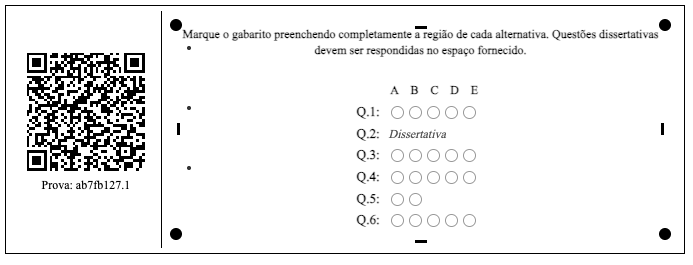 Marque o gabarito preenchendo completamente a região de cada alternativa. Questões dissertativas
devem ser respondidas no espaço fornecido.
A B C D E
Q.1:
Q.2: Dissertativa
Q.3:
Q.4:
Q.5:
Q.6:
Prova: ab7fb127.1